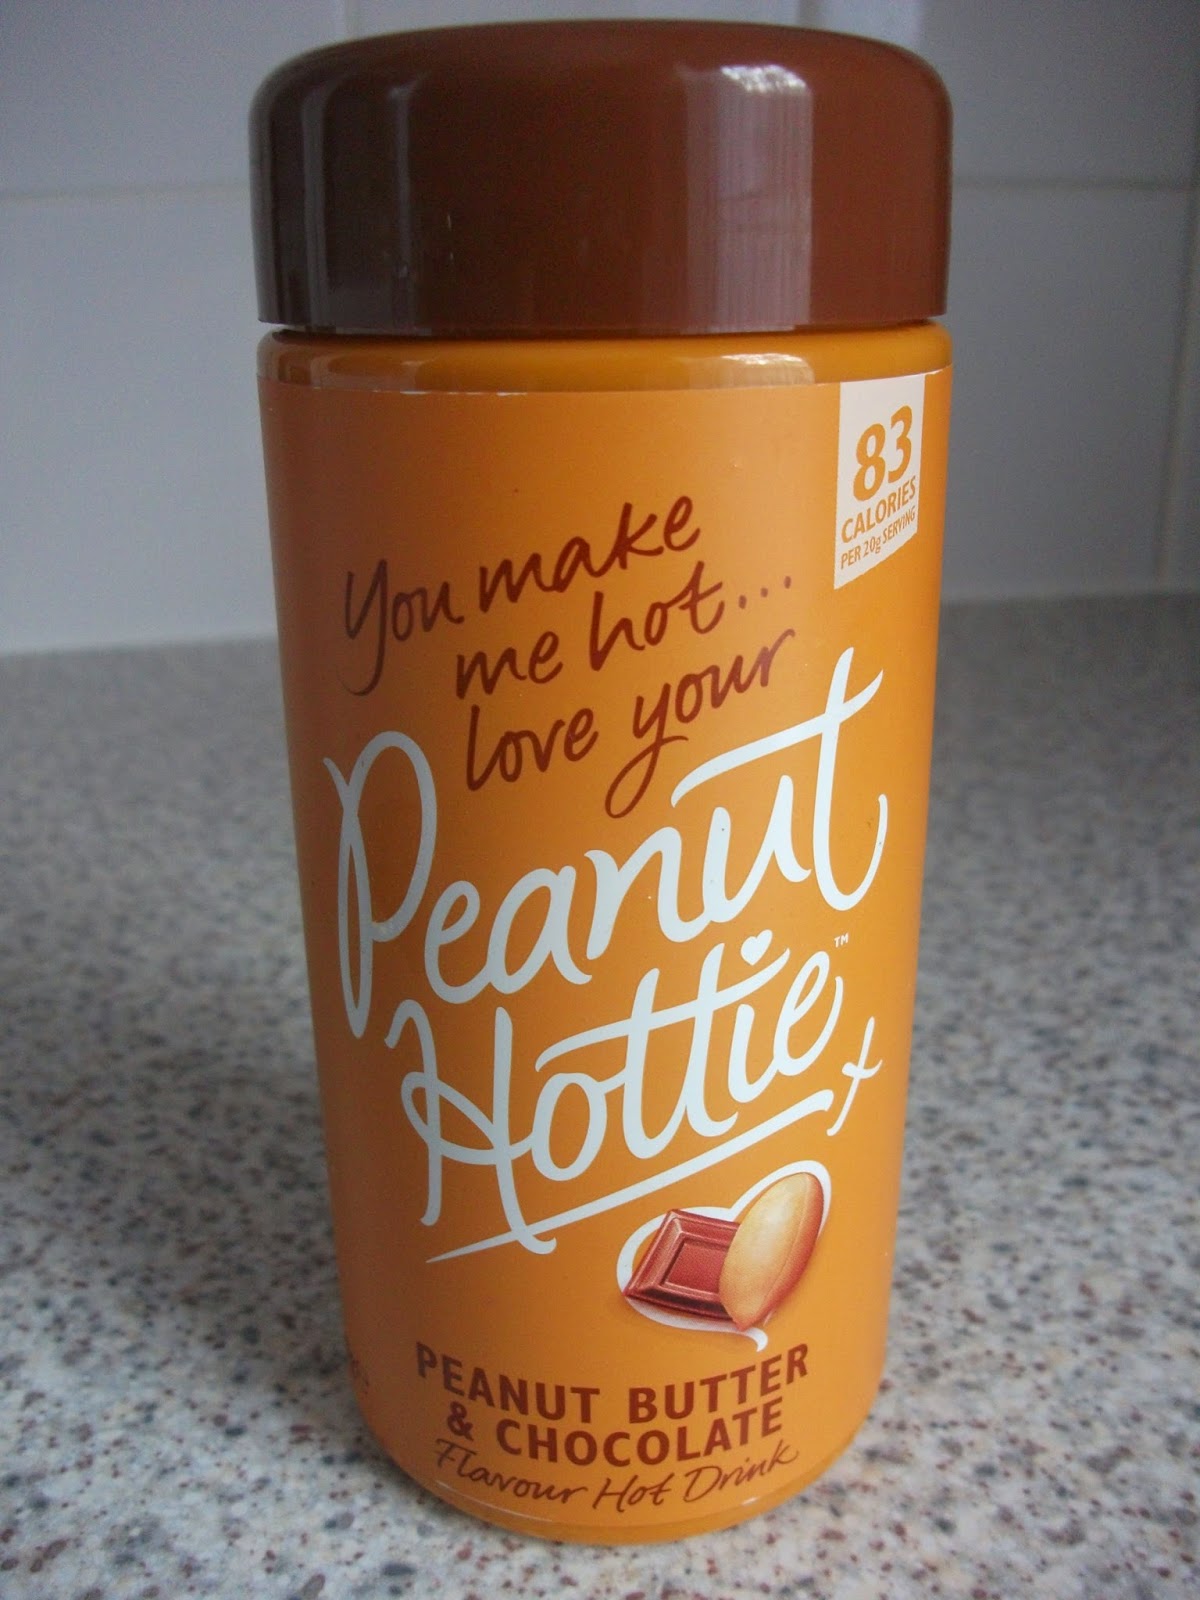 83
CALORIES
PER 20g SERVING
You make
me hot...
love your
Peanut
Hottie™
x
PEANUT BUTTER
& CHOCOLATE
Flavour Hot Drink